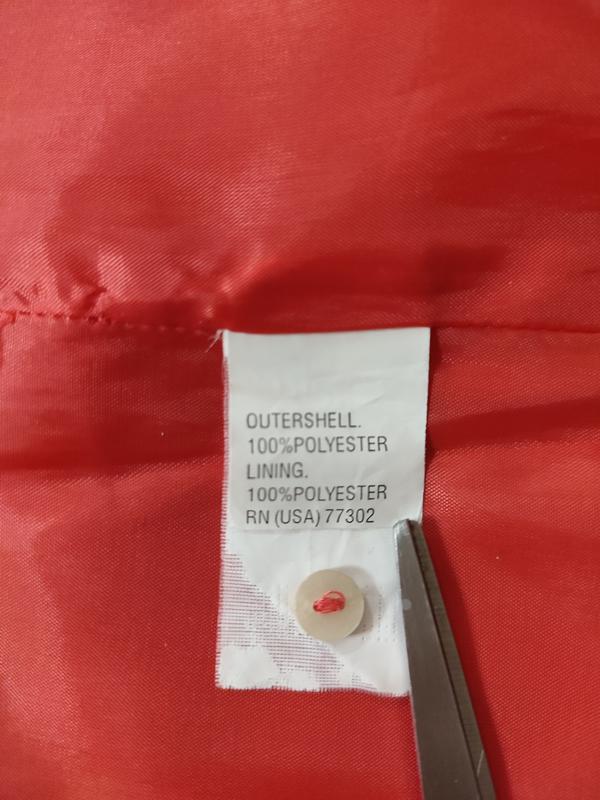 OUTERSHELL.
100%POLYESTER
LINING.
100%POLYESTER
RN (USA) 77302